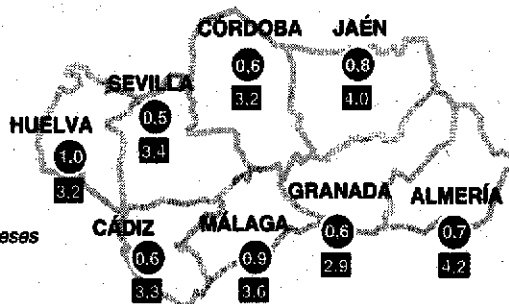 CÓRDOBA
0.6
3.2
JAÉN
0.8
4.0
SEVILLA
0.5
3.4
HUELVA
1.0
3.2
GRANADA
0.6
2.9
ALMERÍA
0.7
4.2
CÁDIZ
0.6
3.3
MÁLAGA
0.9
3.6
eses